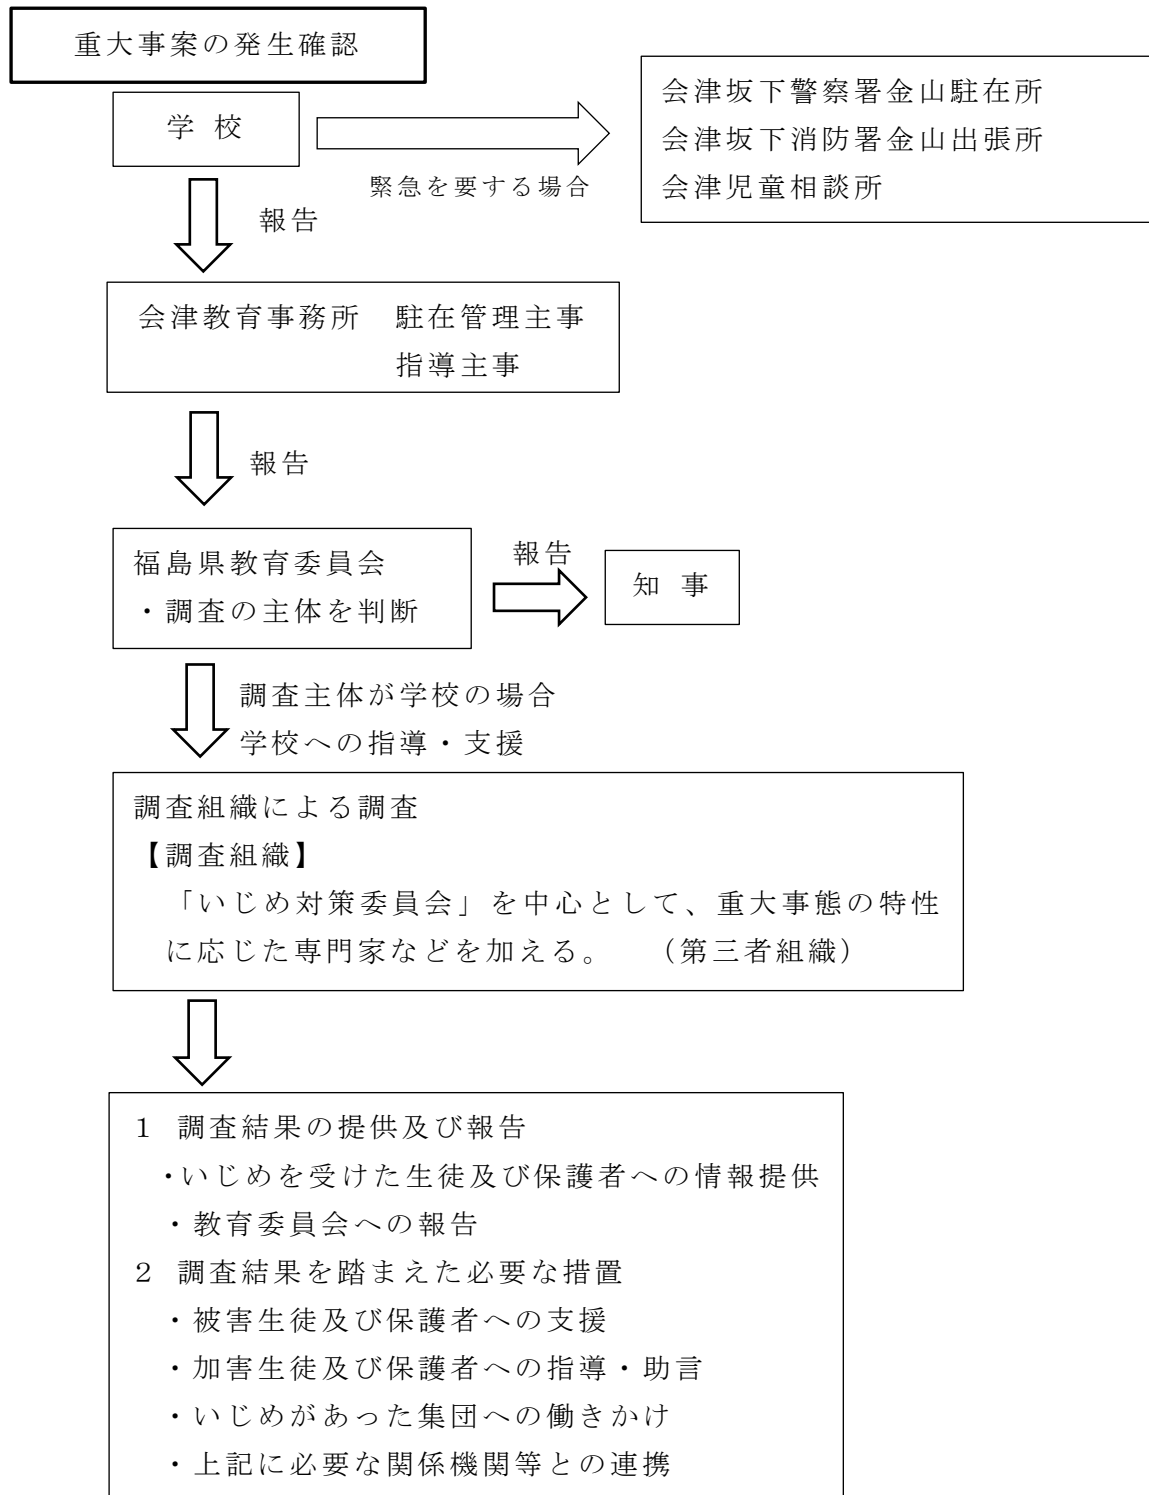 重大事案の発生確認
学 校
緊急を要する場合
会津坂下警察署金山駐在所
会津坂下消防署金山出張所
会津児童相談所
報告
会津教育事務所　駐在管理主事
指導主事
報告
福島県教育委員会
・調査の主体を判断
報告
知 事
調査主体が学校の場合
学校への指導・支援
調査組織による調査
【調査組織】
「いじめ対策委員会」を中心として、重大事態の特性
に応じた専門家などを加える。　（第三者組織）
1 調査結果の提供及び報告
・いじめを受けた生徒及び保護者への情報提供
・教育委員会への報告
2 調査結果を踏まえた必要な措置
・被害生徒及び保護者への支援
・加害生徒及び保護者への指導・助言
・いじめがあった集団への働きかけ
・上記に必要な関係機関等との連携